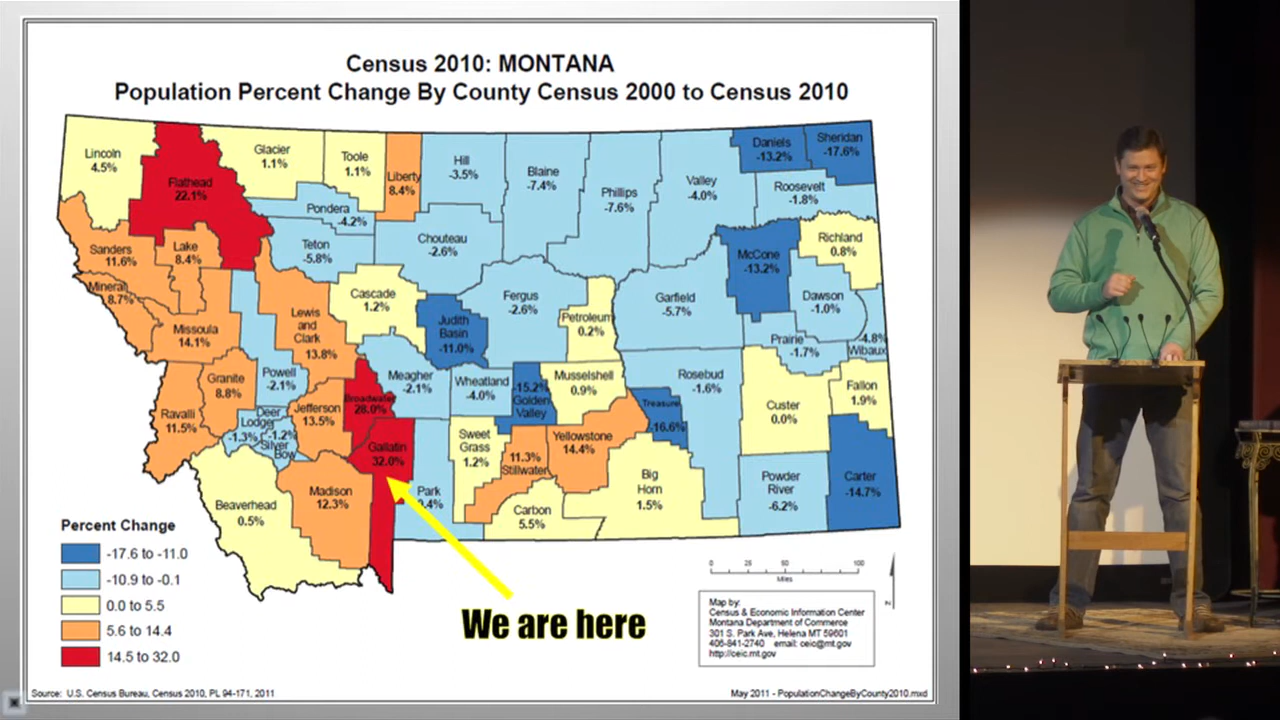 Census 2010: MONTANA
Population Percent Change By County Census 2000 to Census 2010
Lincoln
4.5%
Flathead
22.1%
Glacier
1.1%
Toole
1.1%
Liberty
8.4%
Hill
-3.5%
Blaine
-7.4%
Phillips
-7.6%
Valley
-4.0%
Daniels
-13.2%
Sheridan
-17.6%
Roosevelt
-1.8%
Pondera
-4.2%
Teton
-5.8%
Chouteau
-2.6%
Sanders
11.6%
Lake
8.4%
Mineral
8.7%
Missoula
14.1%
Lewis
and
Clark
13.8%
Cascade
1.2%
Judith
Basin
-11.0%
Fergus
-2.6%
Petroleum
0.2%
Garfield
-5.7%
McCone
-13.2%
Richland
0.8%
Dawson
-1.0%
Prairie
-1.7%
-4.8%
Wibaux
Granite
8.8%
Powell
-2.1%
Ravalli
11.5%
Deer
Lodge
-1.3%
-1.2%
Silver
Bow
Jefferson
13.5%
Broadwater
28.0%
Meagher
-2.1%
Wheatland
-4.0%
-15.2%
Golden
Valley
Musselshell
0.9%
Rosebud
-1.6%
Treasure
-16.6%
Custer
0.0%
Fallon
1.9%
Gallatin
32.0%
Sweet
Grass
1.2%
11.3%
Stillwater
Yellowstone
14.4%
Big
Horn
1.5%
Powder
River
-6.2%
Carter
-14.7%
Beaverhead
0.5%
Madison
12.3%
Park
Carbon
5.5%
Percent Change
-17.6 to -11.0
-10.9 to -0.1
0.0 to 5.5
5.6 to 14.4
14.5 to 32.0
We are here
0 25 50 100
Miles
N
Map by:
Census & Economic Information Center
Montana Department of Commerce
301 S. Park Ave, Helena MT 59601
406-841-2740 email: ceic@mt.gov
http://ceic.mt.gov
Source: U.S. Census Bureau, Census 2010, PL 94-171, 2011
May 2011 - PopulationChangeByCounty2010.mxd